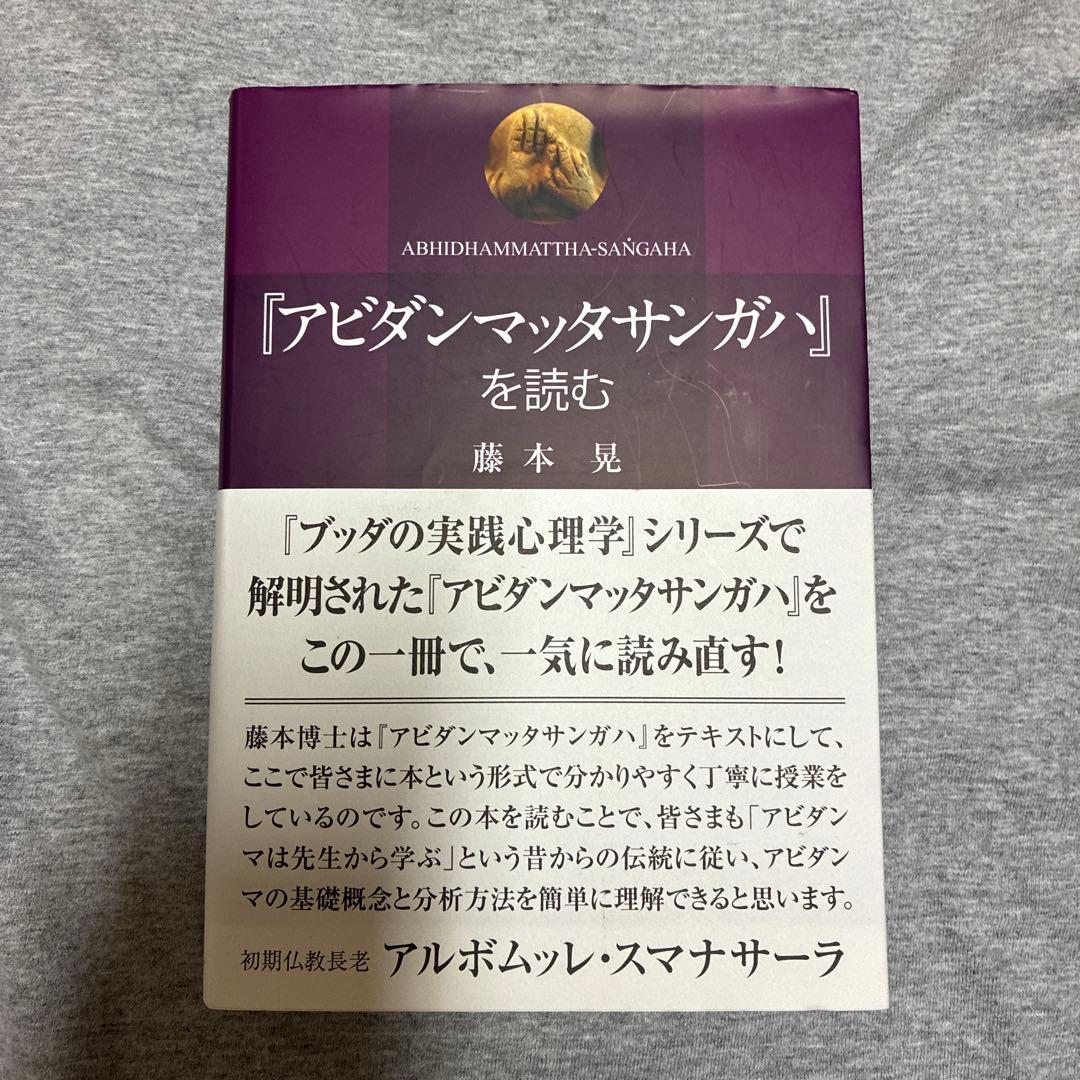 ABHIDHAMMATTHA-SAṄGAHA
『アビダンマッタサンガハ』
を読む
藤本 晃
『ブッダの実践心理学』シリーズで
解明された『アビダンマッタサンガハ』を
この一冊で、一気に読み直す!
藤本博士は『アビダンマッタサンガハ』をテキストにして、
ここで皆さまに本という形式で分かりやすく丁寧に授業を
しているのです。この本を読むことで、皆さまも「アビダン
マは先生から学ぶ」という昔からの伝統に従い、アビダン
マの基礎概念と分析方法を簡単に理解できると思います。
初期仏教長老 アルボムッレ・スマナサーラ